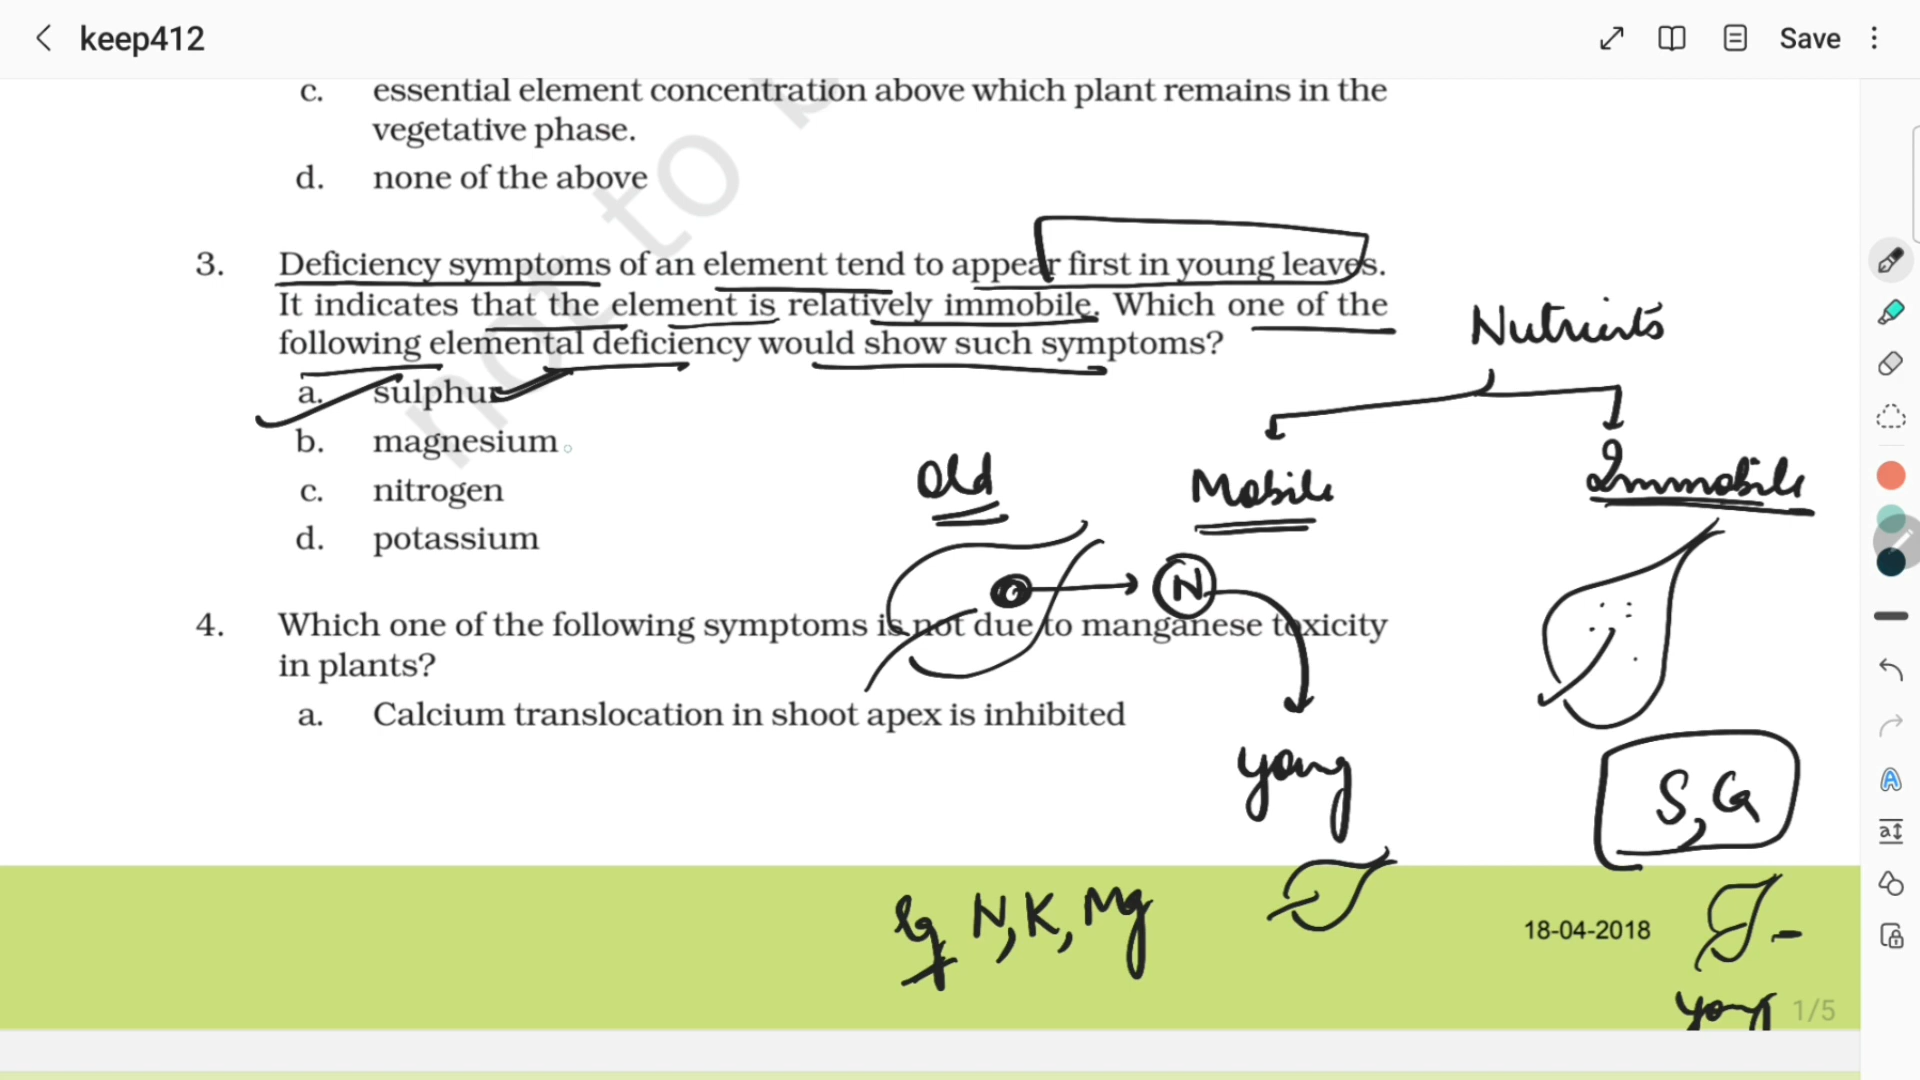 keep412
Save
c. essential element concentration above which plant remains in the
vegetative phase.
d. none of the above
3. Deficiency symptoms of an element tend to appear first in young leaves.
It indicates that the element is relatively immobile. Which one of the
following elemental deficiency would show such symptoms?
a. sulphur
b. magnesium
c. nitrogen
d. potassium
Nutrients
Old
Mobile
Immobile
N
4. Which one of the following symptoms is not due to manganese toxicity
in plants?
a. Calcium translocation in shoot apex is inhibited
young
S, Ca
eg N, K, Mg
18-04-2018
young
1/5
not to b